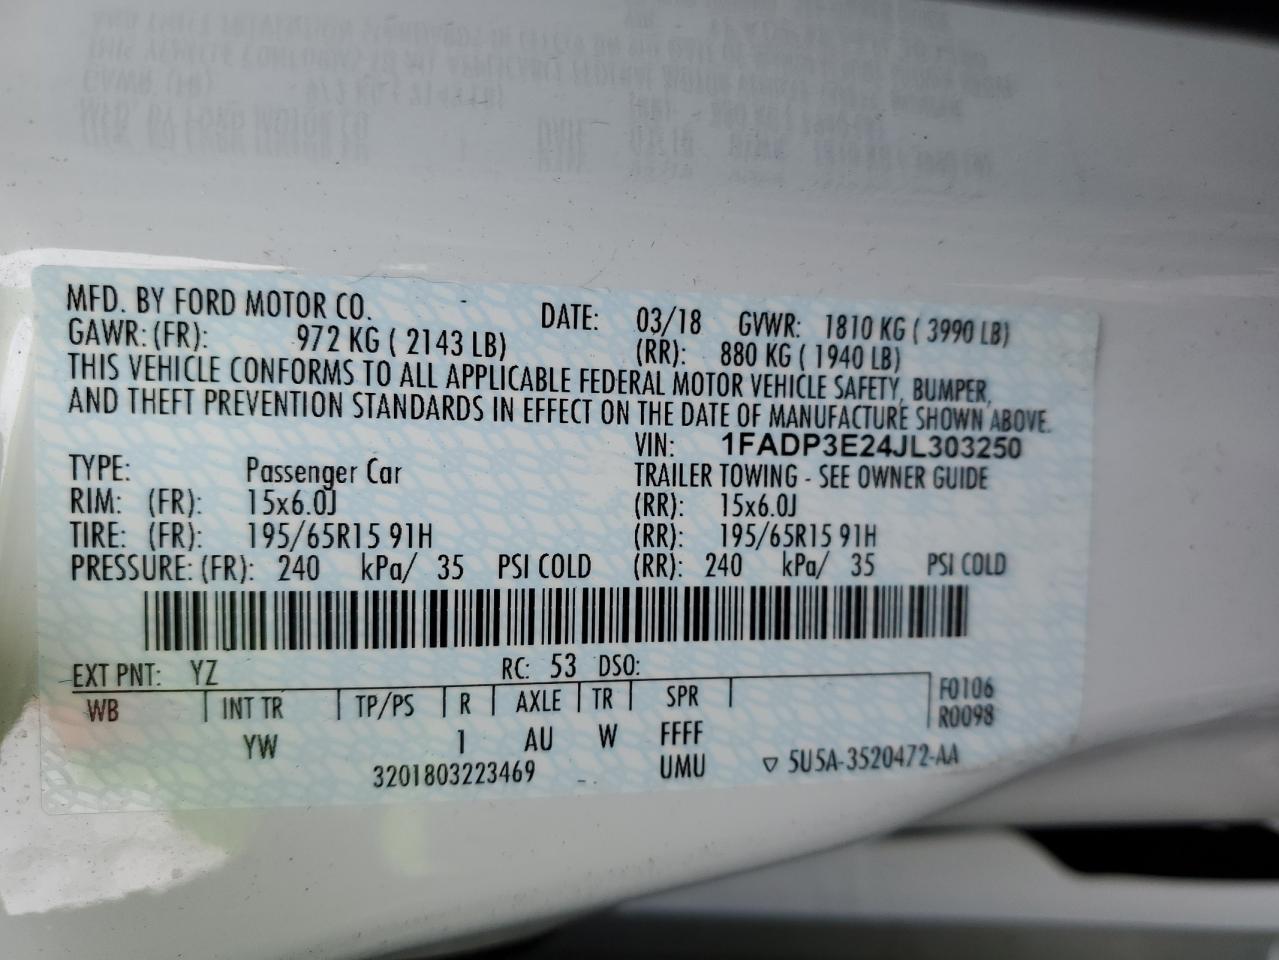 MFD. BY FORD MOTOR CO. DATE: 03/18 GVWR: 1810 KG ( 3990 LB)
GAWR: (FR): 972 KG ( 2143 LB) (RR): 880 KG ( 1940 LB)
THIS VEHICLE CONFORMS TO ALL APPLICABLE FEDERAL MOTOR VEHICLE SAFETY, BUMPER,
AND THEFT PREVENTION STANDARDS IN EFFECT ON THE DATE OF MANUFACTURE SHOWN ABOVE.
VIN: 1FADP3E24JL303250
TYPE: Passenger Car TRAILER TOWING - SEE OWNER GUIDE
RIM: (FR): 15x6.0J (RR): 15x6.0J
TIRE: (FR): 195/65R15 91H (RR): 195/65R15 91H
PRESSURE: (FR): 240 kPa/ 35 PSI COLD (RR): 240 kPa/ 35 PSI COLD
EXT PNT: YZ RC: 53 DSO:
WB INT TR TP/PS R AXLE TR SPR F0106
R0098
YW 1 AU W FFFF
3201803223469 UMU ▽ 5U5A-3520472-AA